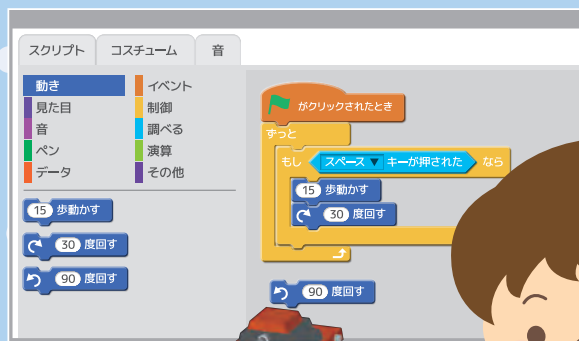 スクリプト コスチューム 音
動き イベント
見た目 制御
音 調べる
ペン 演算
データ その他
15 歩動かす
30 度回す
90 度回す
がクリックされたとき
ずっと
もし スペース▼ キーが押された なら
15 歩動かす
30 度回す
90 度回す